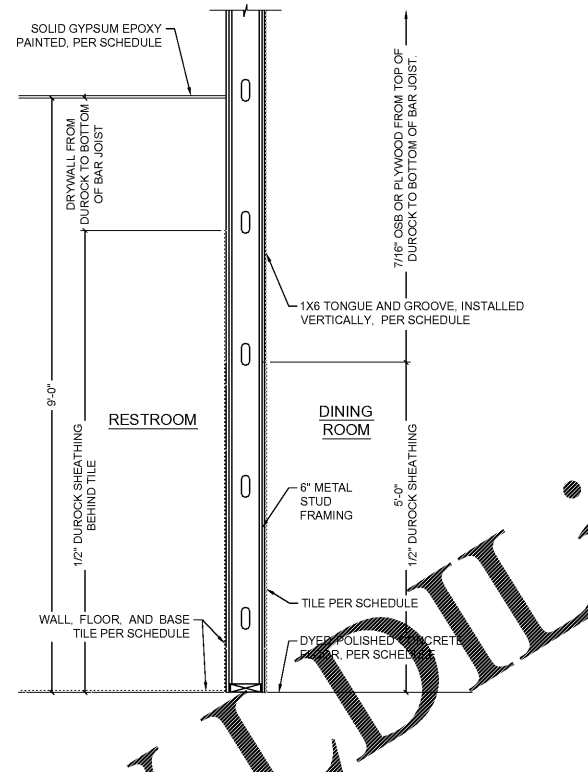 SOLID GYPSUM EPOXY
PAINTED, PER SCHEDULE
DRYWALL FROM
DUROCK TO BOTTOM
OF BAR JOIST
7/16" OSB OR PLYWOOD FROM TOP OF
DUROCK TO BOTTOM OF BAR JOIST.
1X6 TONGUE AND GROOVE, INSTALLED
VERTICALLY, PER SCHEDULE
9'-0"
RESTROOM
DINING
ROOM
1/2" DUROCK SHEATHING
BEHIND TILE
6" METAL
STUD
FRAMING
5'-0"
1/2" DUROCK SHEATHING
TILE PER SCHEDULE
WALL, FLOOR, AND BASE
TILE PER SCHEDULE
DYED POLISHED CONCRETE
FLOOR, PER SCHEDULE
LLDIL